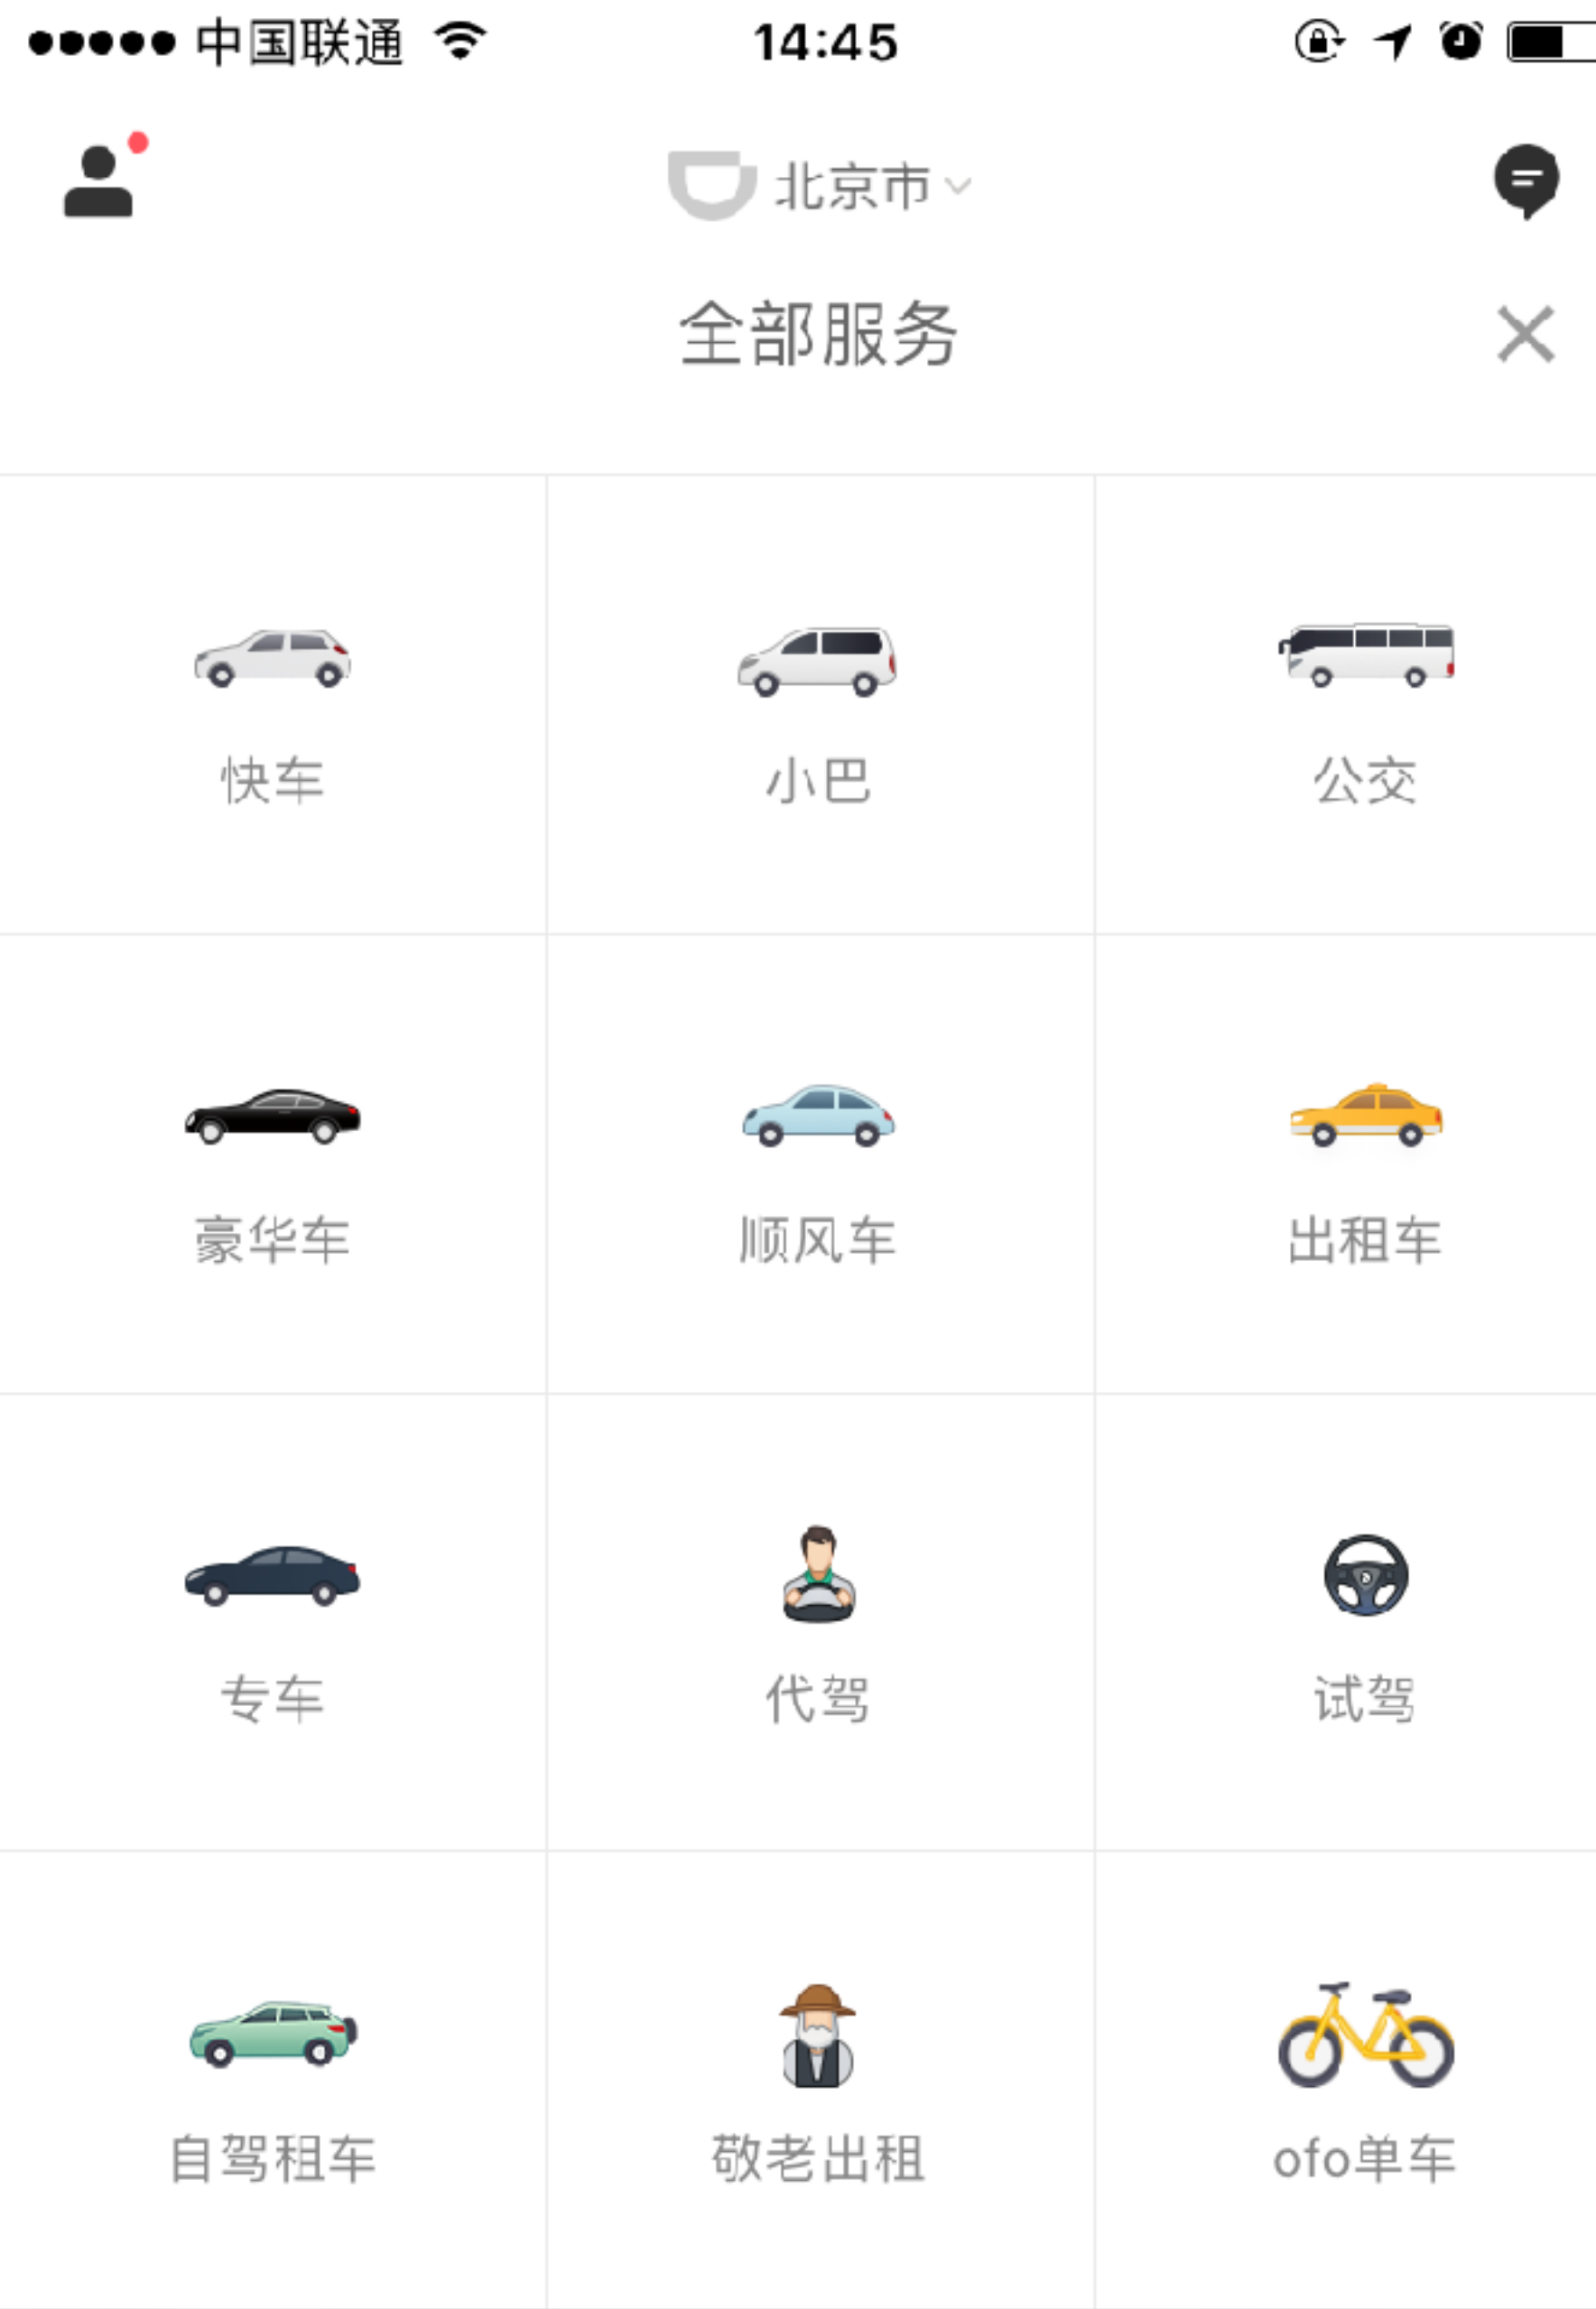 中国联通 14:45
北京市
全部服务
快车 小巴 公交
豪华车 顺风车 出租车
专车 代驾 试驾
自驾租车 敬老出租 ofo单车